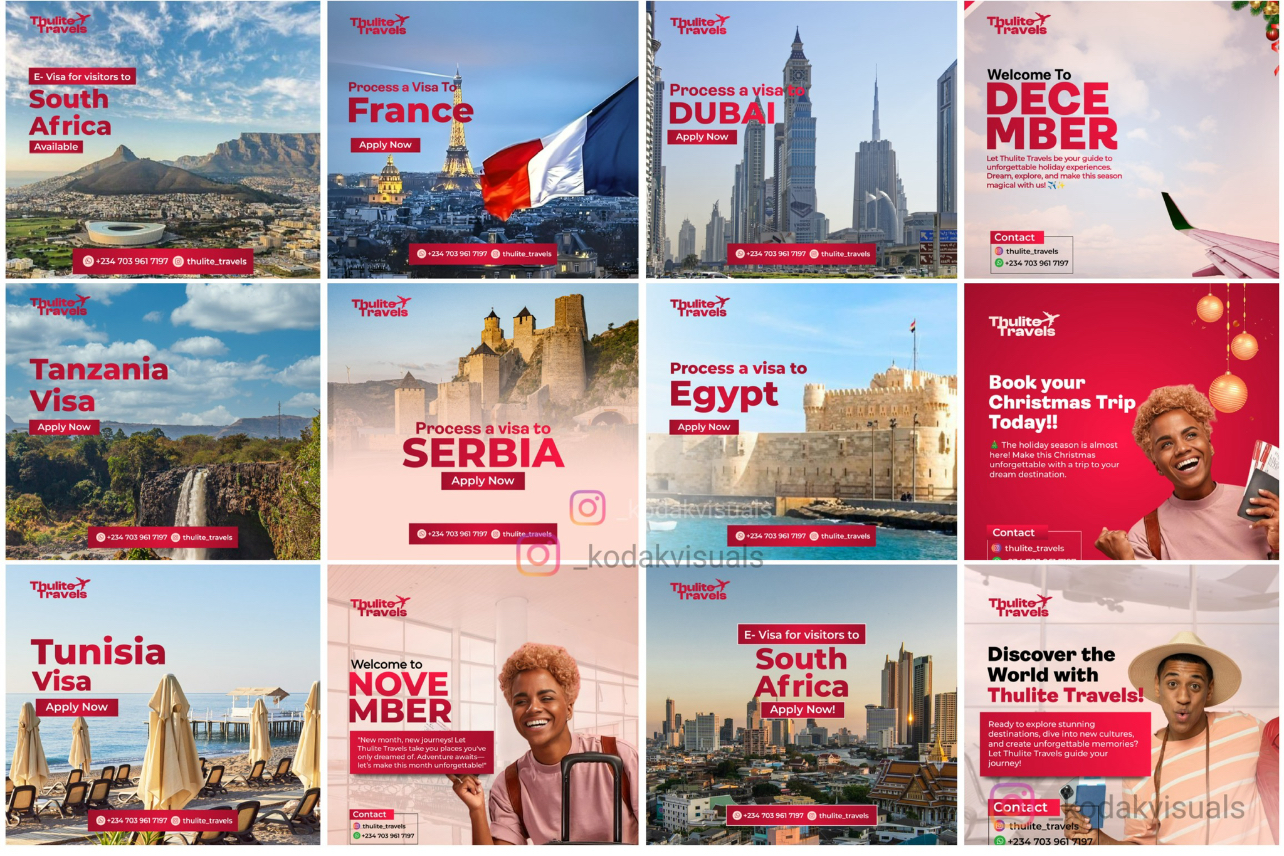 Thulite
Travels
E- Visa for visitors to
South
Africa
Available
+234 703 961 7197 thulite_travels
Thulite
Travels
Process a Visa To
France
Apply Now
+234 703 961 7197 thulite_travels
Thulite
Travels
Process a visa to
DUBAI
Apply Now
+234 703 961 7197 thulite_travels
Thulite
Travels
Welcome To
DECE
MBER
Let Thulite Travels be your guide to
unforgettable holiday experiences.
Dream, explore, and make this season
magical with us! ✈️✨
Contact
thulite_travels
+234 703 961 7197
Thulite
Travels
Tanzania
Visa
Apply Now
+234 703 961 7197 thulite_travels
Thulite
Travels
Process a visa to
SERBIA
Apply Now
+234 703 961 7197 thulite_travels
Thulite
Travels
Process a visa to
Egypt
Apply Now
+234 703 961 7197 thulite_travels
_kodakvisuals
_kodakvisuals
Thulite
Travels
Book your
Christmas Trip
Today!!
🎄 The holiday season is almost
here! Make this Christmas
unforgettable with a trip to your
dream destination.
Contact
thulite_travels
Thulite
Travels
Tunisia
Visa
Apply Now
+234 703 961 7197 thulite_travels
Thulite
Travels
Welcome to
NOVE
MBER
"New month, new journeys! Let
Thulite Travels take you places you've
only dreamed of. Adventure awaits—
let's make this month unforgettable!"
Contact
thulite_travels
+234 703 961 7197
Thulite
Travels
E- Visa for visitors to
South
Africa
Apply Now!
+234 703 961 7197 thulite_travels
Thulite
Travels
Discover the
World with
Thulite Travels!
Ready to explore stunning
destinations, dive into new cultures,
and create unforgettable memories?
Let Thulite Travels guide your
journey!
Contact
thulite_travels
+234 703 961 7197
_kodakvisuals